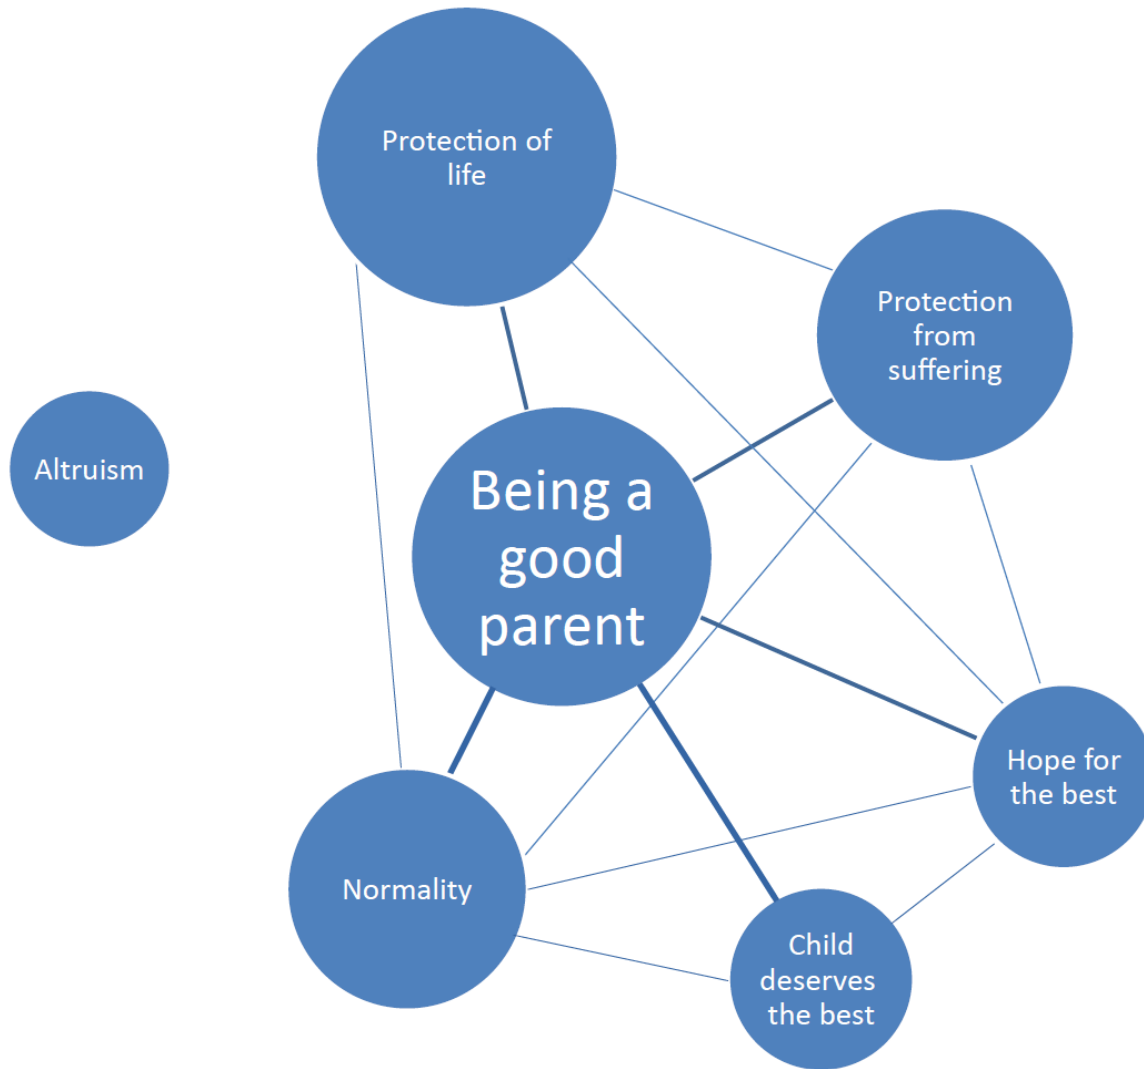 Protection of
life
Protection
from
suffering
Altruism
Being a
good
parent
Hope for
the best
Normality
Child
deserves
the best